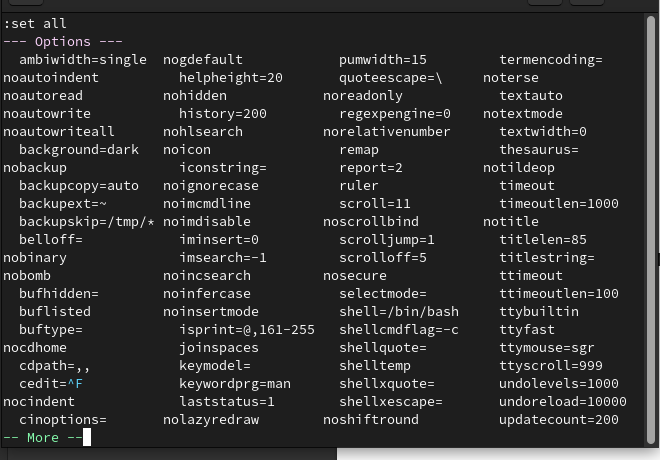 :set all
--- Options ---
  ambiwidth=single  nogdefault            pumwidth=15         termencoding=
noautoindent          helpheight=20       quoteescape=\     noterse
noautoread          nohidden            noreadonly            textauto
noautowrite           history=200         regexpengine=0    notextmode
noautowriteall      nohlsearch          norelativenumber      textwidth=0
  background=dark   noicon                remap               thesaurus=
nobackup              iconstring=         report=2          notildeop
  backupcopy=auto   noignorecase          ruler               timeout
  backupext=~       noimcmdline           scroll=11           timeoutlen=1000
  backupskip=/tmp/* noimdisable         noscrollbind        notitle
  belloff=            iminsert=0          scrolljump=1        titlelen=85
nobinary              imsearch=-1         scrolloff=5         titlestring=
nobomb              noincsearch         nosecure              ttimeout
  bufhidden=        noinfercase           selectmode=         ttimeoutlen=100
  buflisted         noinsertmode          shell=/bin/bash     ttybuiltin
  buftype=            isprint=@,161-255   shellcmdflag=-c     ttyfast
nocdhome              joinspaces          shellquote=         ttymouse=sgr
  cdpath=,,           keymodel=           shelltemp           ttyscroll=999
  cedit=^F            keywordprg=man      shellxquote=        undolevels=1000
nocindent             laststatus=1        shellxescape=       undoreload=10000
  cinoptions=       nolazyredraw        noshiftround          updatecount=200
-- More --